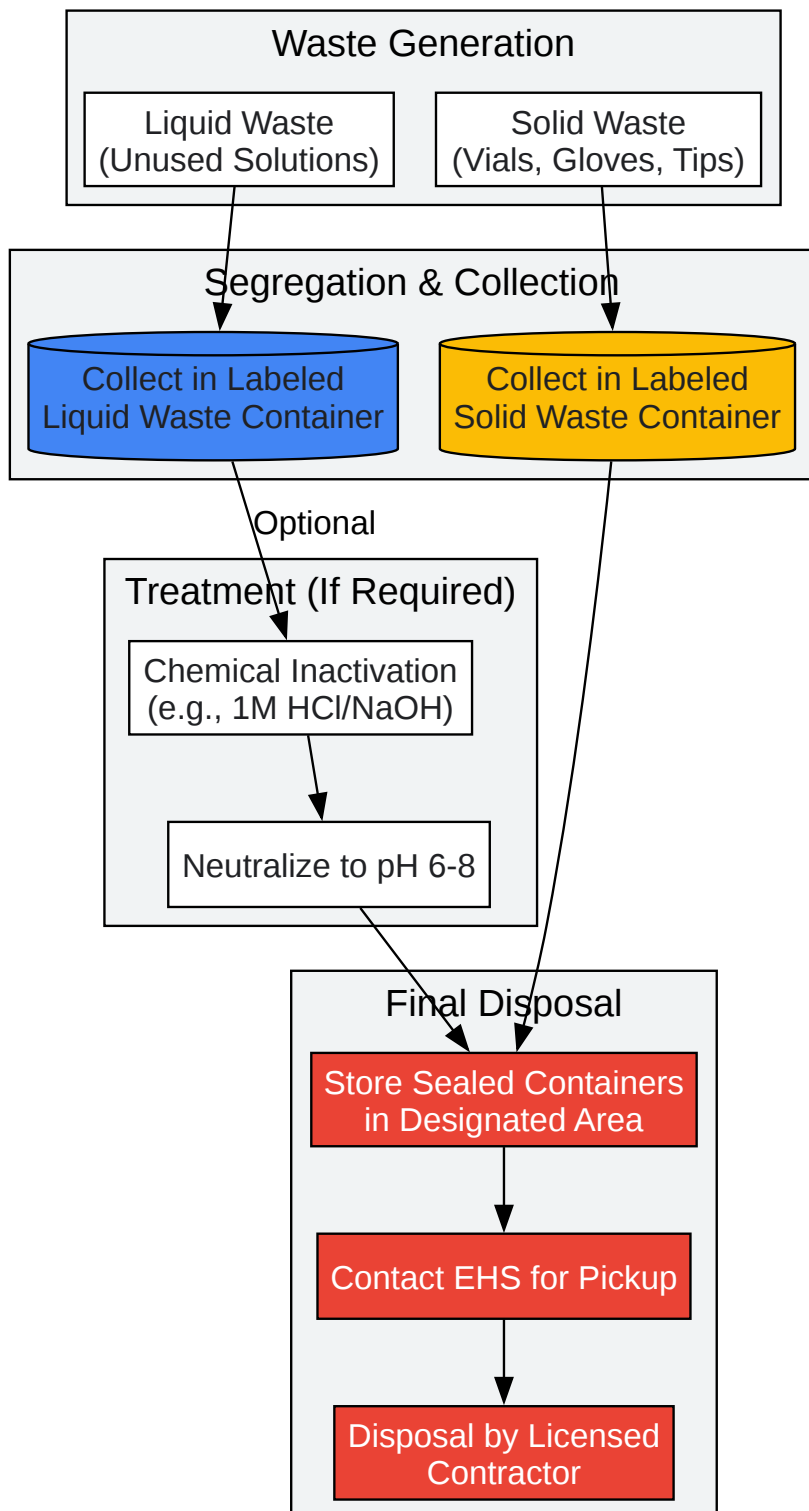 Waste Generation
Liquid Waste
(Unused Solutions)
Solid Waste
(Vials, Gloves, Tips)
Segregation & Collection
Collect in Labeled
Liquid Waste Container
Collect in Labeled
Solid Waste Container
Optional
Treatment (If Required)
Chemical Inactivation
(e.g., 1M HCl/NaOH)
Neutralize to pH 6-8
Final Disposal
Store Sealed Containers
in Designated Area
Contact EHS for Pickup
Disposal by Licensed
Contractor